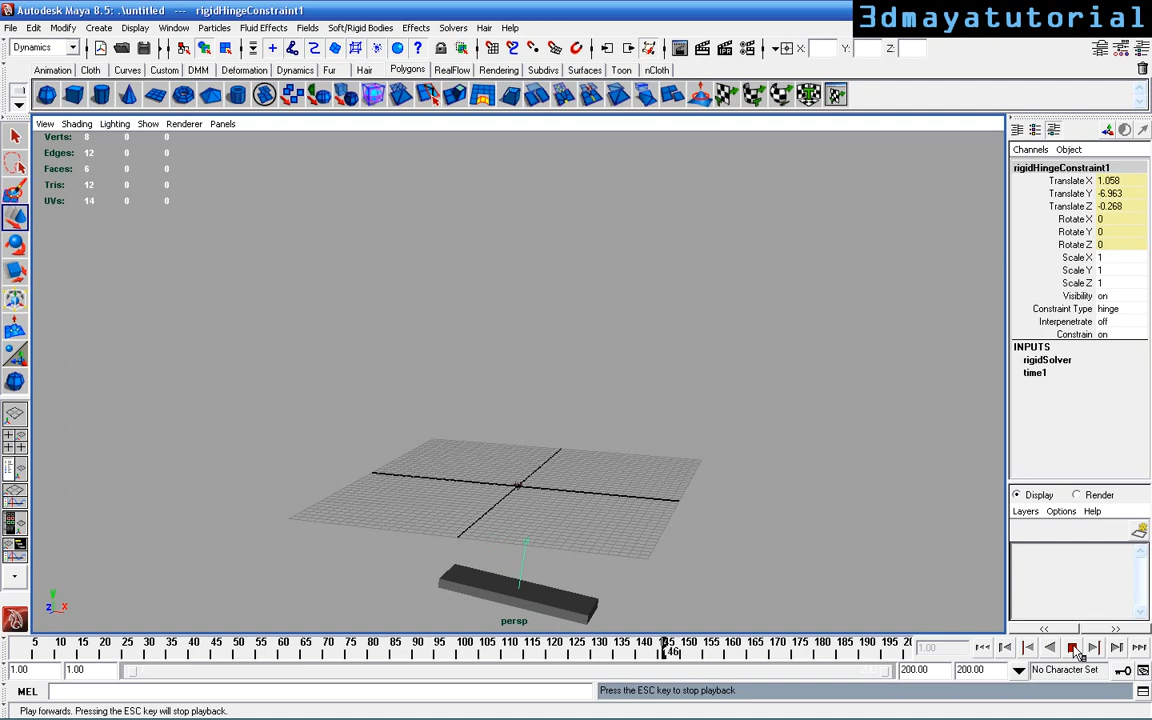 Autodesk Maya 8.5: .\untitled --- rigidHingeConstraint1
3dmayatutorial
File Edit Modify Create Display Window Particles Fluid Effects Fields Soft/Rigid Bodies Effects Solvers Hair Help
Dynamics X: Y: Z:
Animation Cloth Curves Custom DMM Deformation Dynamics Fur Hair Polygons RealFlow Rendering Subdivs Surfaces Toon nCloth
View Shading Lighting Show Renderer Panels
Verts: 8 0 0
Edges: 12 0 0
Faces: 6 0 0
Tris: 12 0 0
UVs: 14 0 0
Channels Object
rigidHingeConstraint1
Translate X 1.058
Translate Y -6.963
Translate Z -0.268
Rotate X 0
Rotate Y 0
Rotate Z 0
Scale X 1
Scale Y 1
Scale Z 1
Visibility on
Constraint Type hinge
Interpenetrate off
Constrain on
INPUTS
rigidSolver
time1
Display Render
Layers Options Help
y
z x
persp
5 10 15 20 25 30 35 40 45 50 55 60 65 70 75 80 85 90 95 100 105 110 115 120 125 130 135 140 145 150 155 160 165 170 175 180 185 190 195 20
1.00
1.00 1.00 200.00 200.00 No Character Set
MEL Press the ESC key to stop playback
Play forwards. Pressing the ESC key will stop playback.